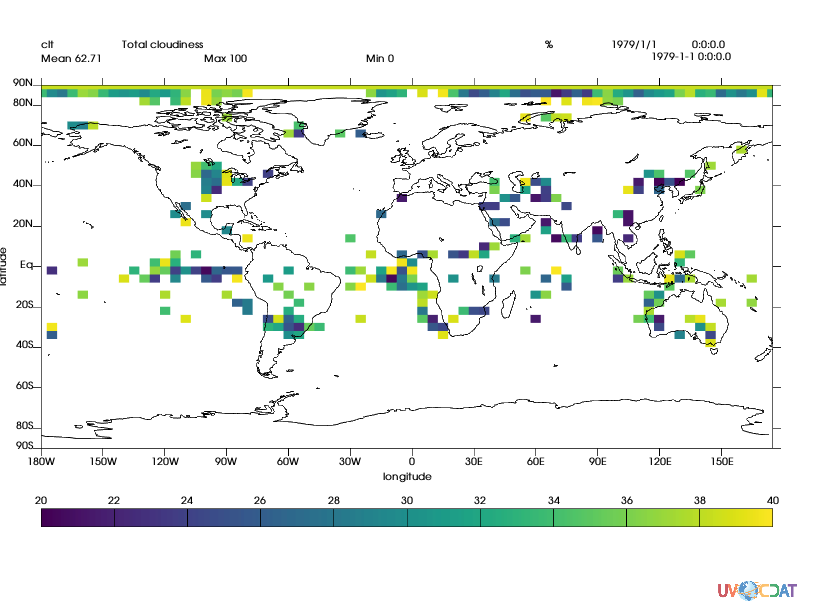 clt Total cloudiness % 1979/1/1 0:0:0.0
Mean 62.71 Max 100 Min 0 1979-1-1 0:0:0.0
90N
80N
60N
40N
20N
Eq
20S
40S
60S
80S
90S
latitude
180W 150W 120W 90W 60W 30W 0 30E 60E 90E 120E 150E
longitude
20 22 24 26 28 30 32 34 36 38 40
UV CDAT